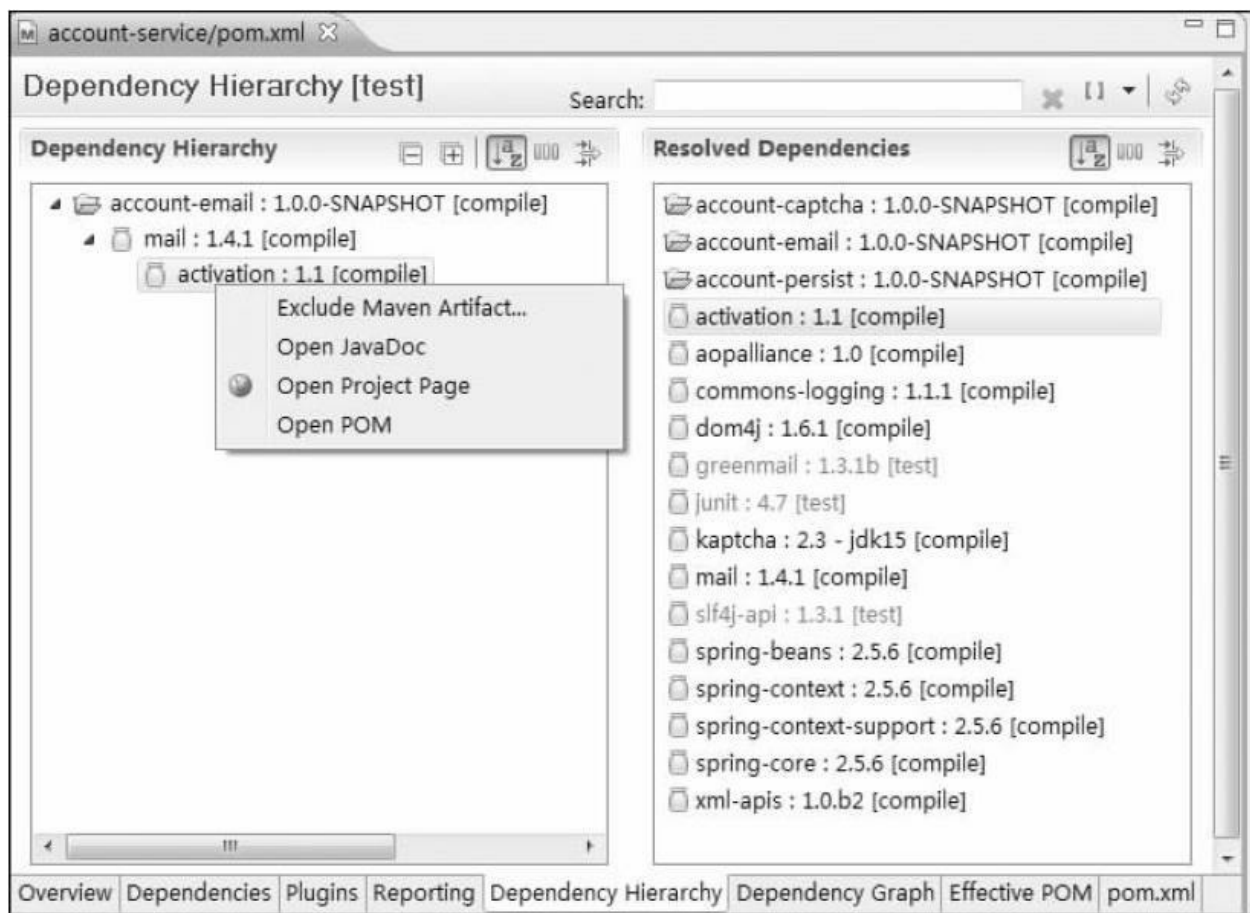 account-service/pom.xml
Dependency Hierarchy [test]
Search:
Dependency Hierarchy
account-email : 1.0.0-SNAPSHOT [compile]
mail : 1.4.1 [compile]
activation : 1.1 [compile]
Exclude Maven Artifact...
Open JavaDoc
Open Project Page
Open POM
Resolved Dependencies
account-captcha : 1.0.0-SNAPSHOT [compile]
account-email : 1.0.0-SNAPSHOT [compile]
account-persist : 1.0.0-SNAPSHOT [compile]
activation : 1.1 [compile]
aopalliance : 1.0 [compile]
commons-logging : 1.1.1 [compile]
dom4j : 1.6.1 [compile]
greenmail : 1.3.1b [test]
junit : 4.7 [test]
kaptcha : 2.3 - jdk15 [compile]
mail : 1.4.1 [compile]
slf4j-api : 1.3.1 [test]
spring-beans : 2.5.6 [compile]
spring-context : 2.5.6 [compile]
spring-context-support : 2.5.6 [compile]
spring-core : 2.5.6 [compile]
xml-apis : 1.0.b2 [compile]
Overview Dependencies Plugins Reporting Dependency Hierarchy Dependency Graph Effective POM pom.xml